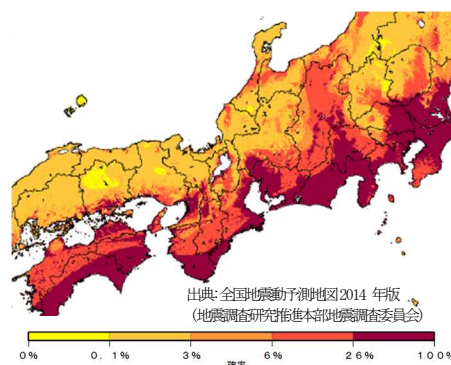 出典:全国地震動予測地図2014 年版
(地震調査研究推進本部地震調査委員会)
0% 0.1% 3% 6% 26% 100%
確率